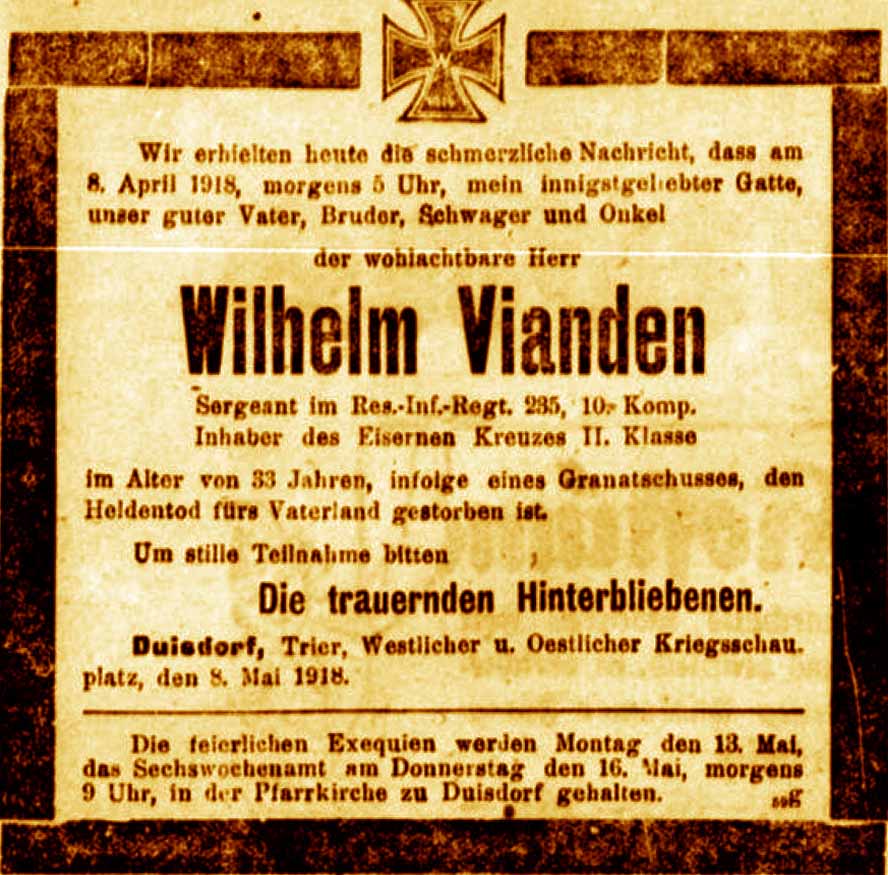 W
Wir erhielten heute die schmerzliche Nachricht, dass am
8. April 1918, morgens 5 Uhr, mein innigstgeliebter Gatte,
unser guter Vater, Bruder, Schwager und Onkel
der wohlachtbare Herr
Wilhelm Vianden
Sergeant im Res.-Inf.-Regt. 235, 10. Komp.
Inhaber des Eisernen Kreuzes II. Klasse
im Alter von 33 Jahren, infolge eines Granatschusses, den
Heldentod fürs Vaterland gestorben ist.
Um stille Teilnahme bitten
Die trauernden Hinterbliebenen.
Duisdorf, Trier, Westlicher u. Oestlicher Kriegsschau-
platz, den 8. Mai 1918.
Die feierlichen Exequien werden Montag den 13. Mai,
das Sechswochenamt am Donnerstag den 16. Mai, morgens
9 Uhr, in der Pfarrkirche zu Duisdorf gehalten.